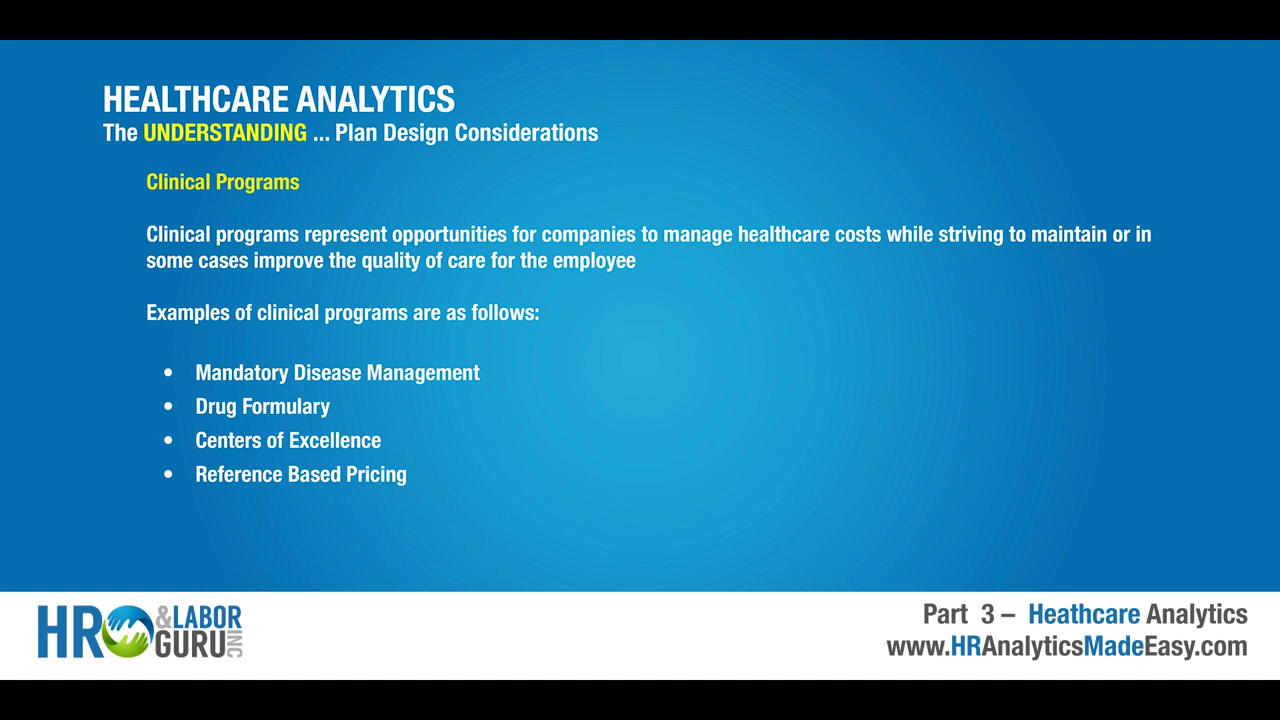 HEALTHCARE ANALYTICS
The UNDERSTANDING ... Plan Design Considerations
Clinical Programs
Clinical programs represent opportunities for companies to manage healthcare costs while striving to maintain or in
some cases improve the quality of care for the employee
Examples of clinical programs are as follows:
• Mandatory Disease Management
• Drug Formulary
• Centers of Excellence
• Reference Based Pricing
HR &LABOR GURU INC
Part 3 – Heathcare Analytics
www.HRAnalyticsMadeEasy.com